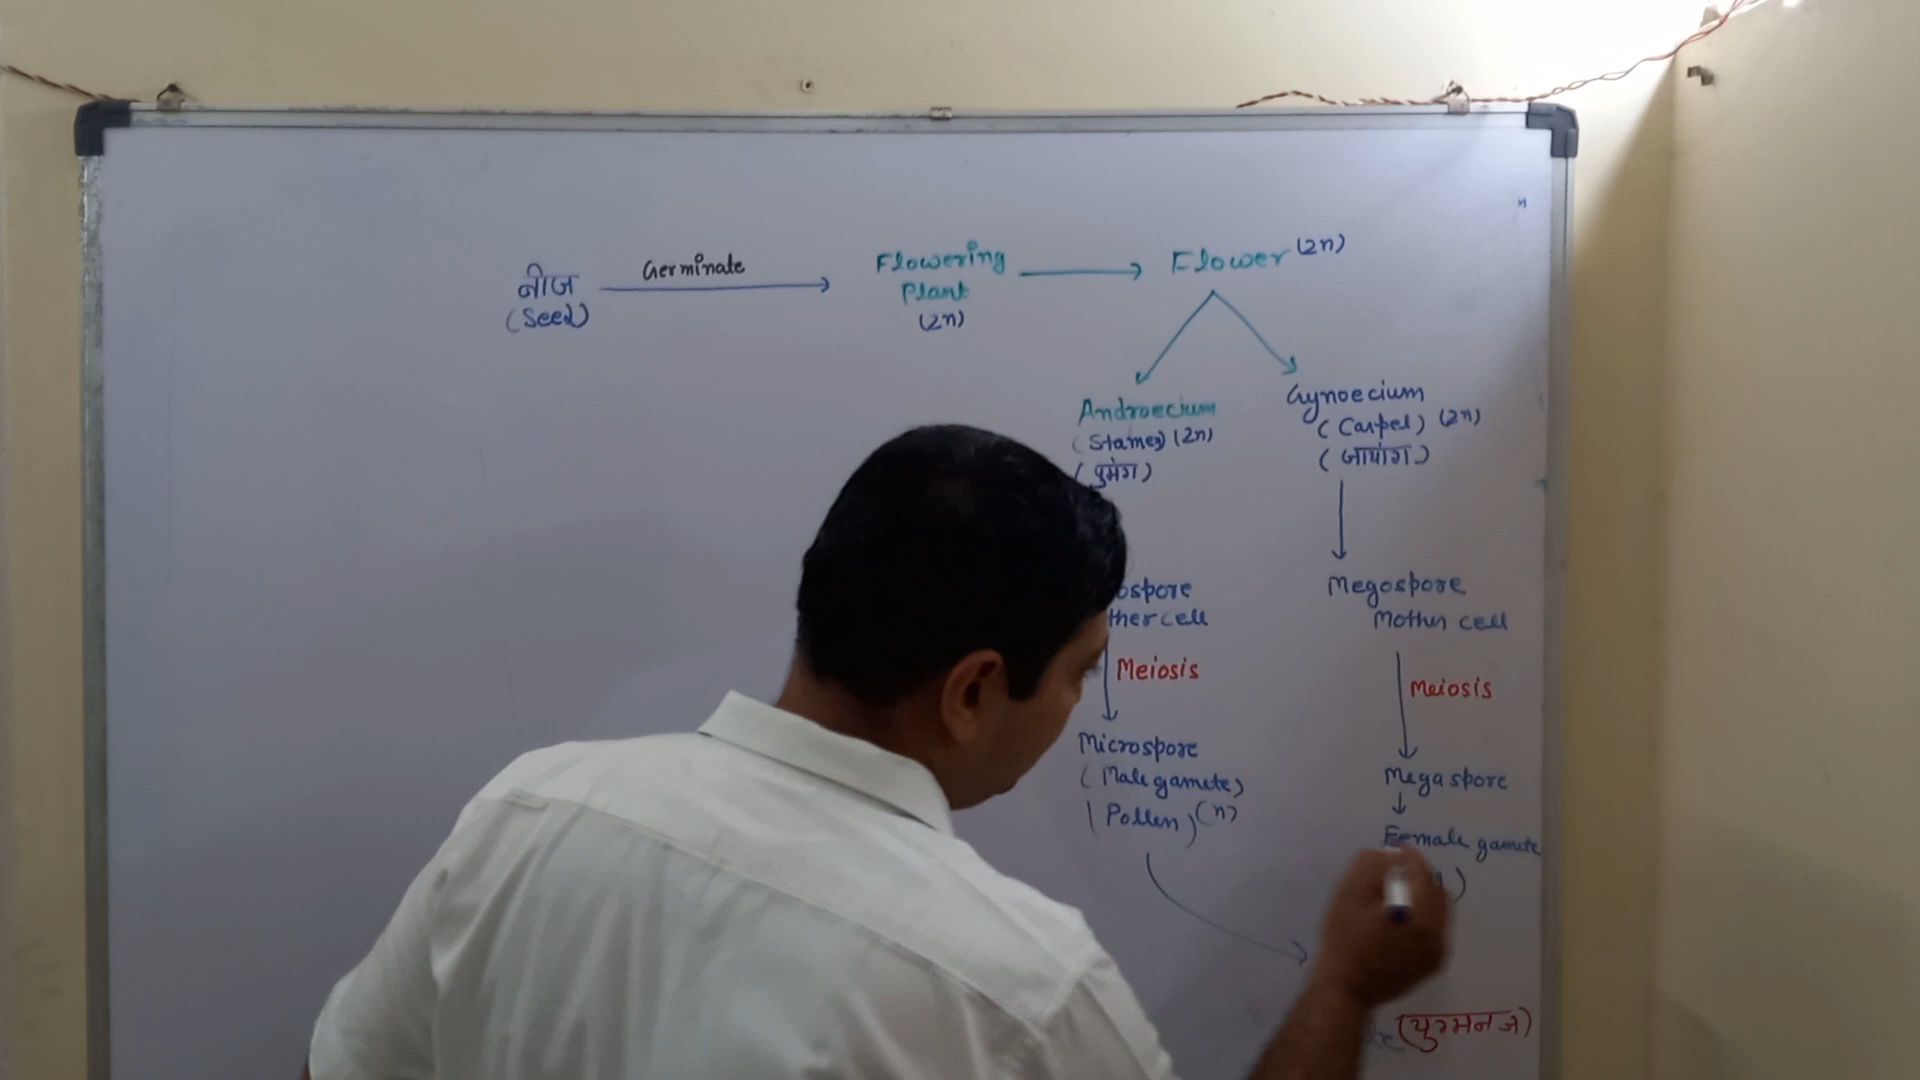 बीज
(Seed)
Germinate
Flowering
Plant
(2n)
Flower (2n)
Androecium
(Stamen) (2n)
(पुमंग)
Gynoecium
(Carpel) (2n)
(जायांग)
ospore
ther cell
Meiosis
Microspore
(Male gamete)
(Pollen) (n)
Megospore
Mother cell
Meiosis
Megaspore
Female gamete
(युग्मनज)